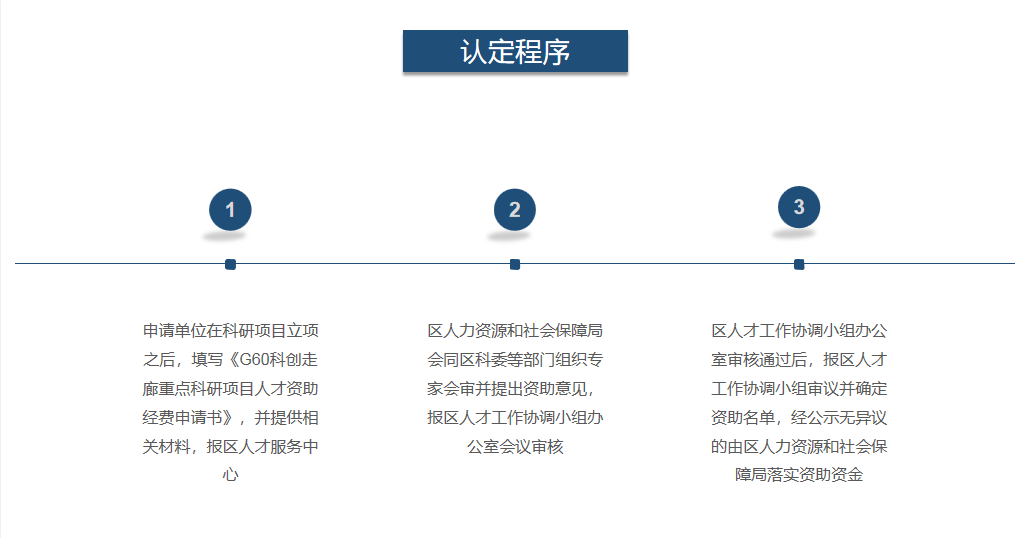 认定程序
1
申请单位在科研项目立项
之后，填写《G60科创走
廊重点科研项目人才资助
经费申请书》，并提供相
关材料，报区人才服务中
心
2
区人力资源和社会保障局
会同区科委等部门组织专
家会审并提出资助意见，
报区人才工作协调小组办
公室会议审核
3
区人才工作协调小组办公
室审核通过后，报区人才
工作协调小组审议并确定
资助名单，经公示无异议
的由区人力资源和社会保
障局落实资助资金